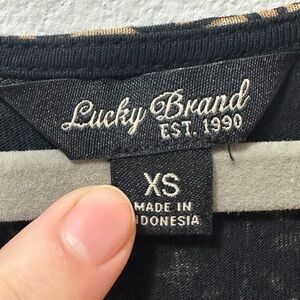 Lucky Brand
EST. 1990
XS
MADE IN
INDONESIA